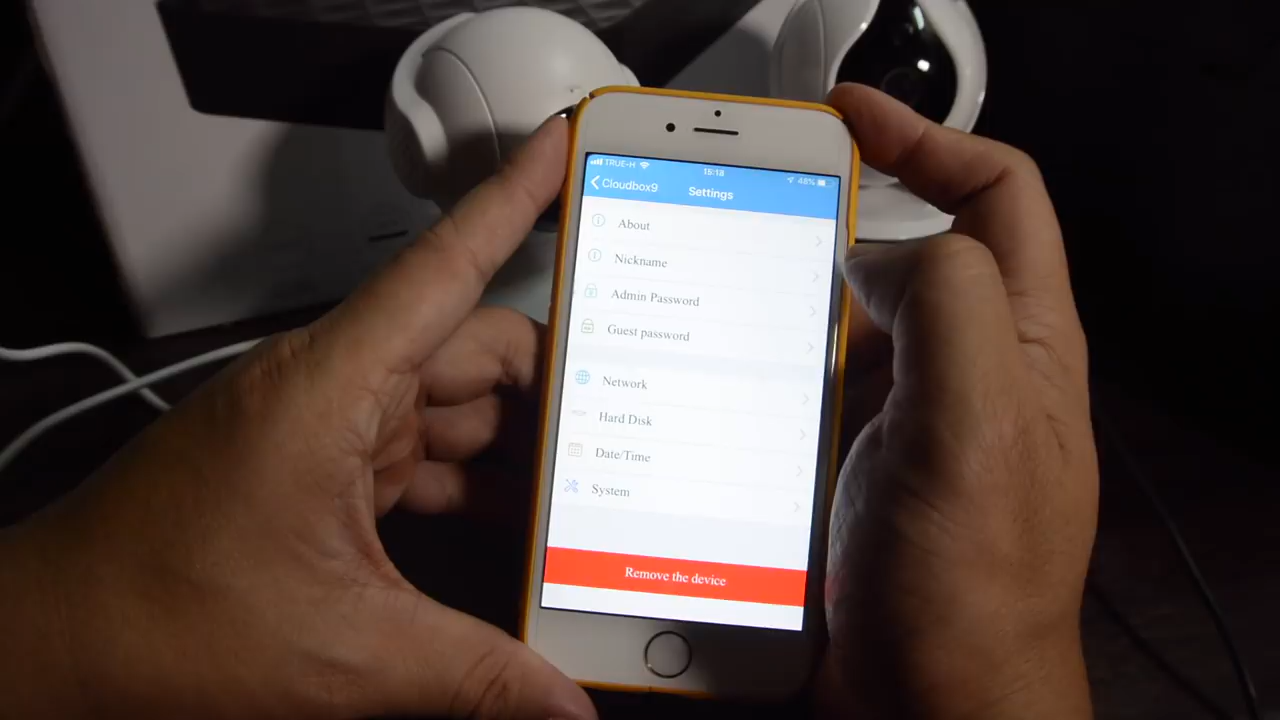 TRUE-H
15:18
48%
Cloudbox9
Settings
About
Nickname
Admin Password
Guest password
Network
Hard Disk
Date/Time
System
Remove the device